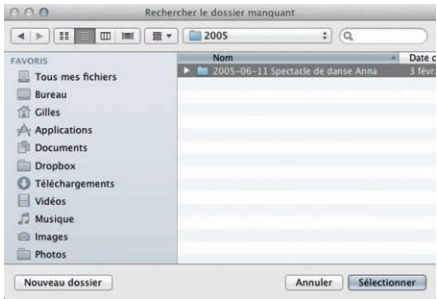 Rechercher le dossier manquant
2005
FAVORIS
Nom
Date c
2005-06-11 Spectacle de danse Anna
3 févr
Tous mes fichiers
Bureau
Gilles
Applications
Documents
Dropbox
Téléchargements
Vidéos
Musique
Images
Photos
Nouveau dossier
Annuler
Sélectionner